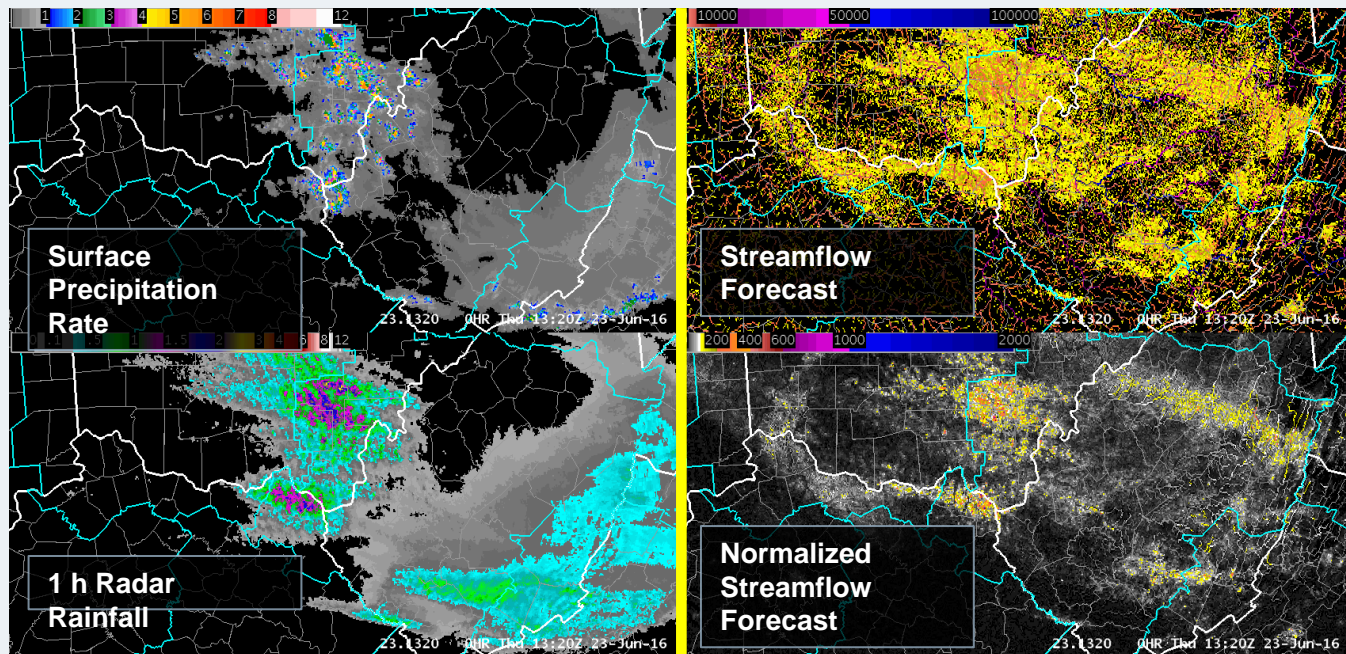 1 2 3 4 5 6 7 8 12
10000 50000 100000
Surface
Precipitation
Rate
Streamflow
Forecast
23.1320 0HR Thu 13:20Z 23-Jun-16
23.1320 0HR Thu 13:20Z 23-Jun-16
0 .1 .5 1 1.5 2 3 4 6 8 12
200 400 600 1000 2000
1 h Radar
Rainfall
Normalized
Streamflow
Forecast
23.1320 0HR Thu 13:20Z 23-Jun-16
23.1320 0HR Thu 13:20Z 23-Jun-16